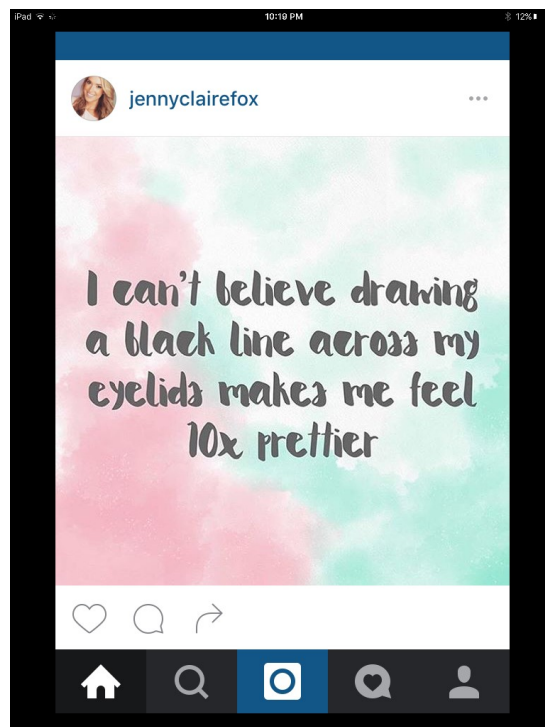 iPad 10:19 PM 12%
jennyclairefox
I can't believe drawing
a black line across my
eyelids makes me feel
10x prettier